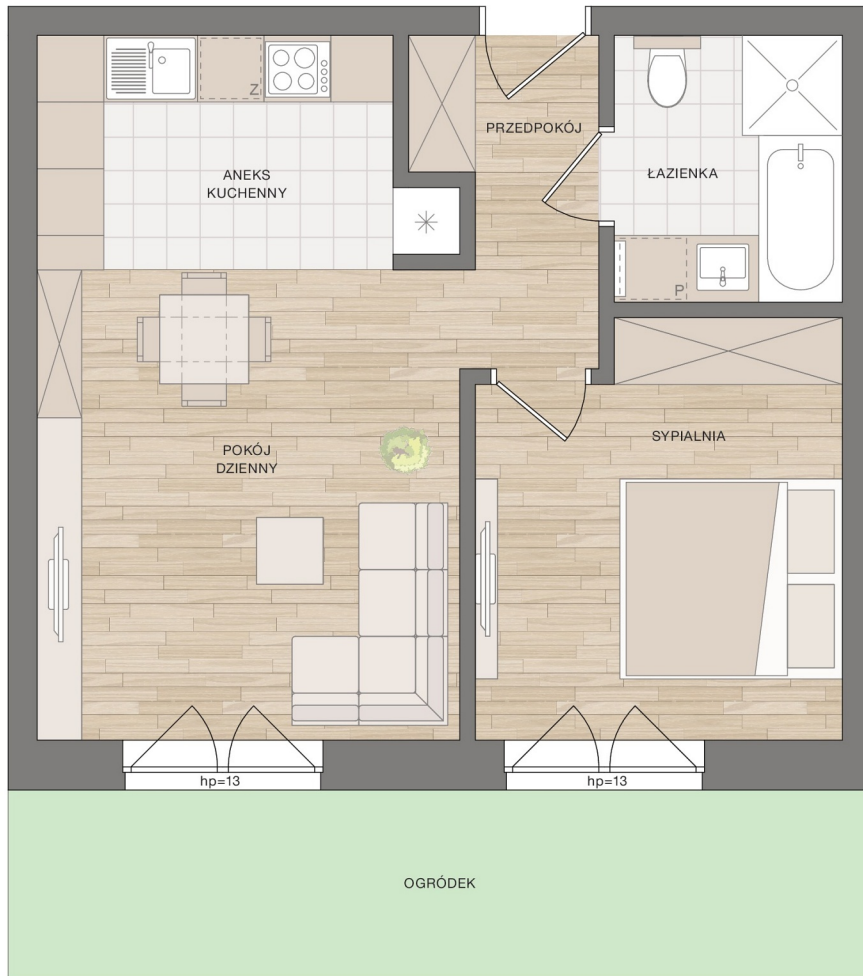 Z
PRZEDPOKÓJ
ANEKS
KUCHENNY
ŁAZIENKA
P
SYPIALNIA
POKÓJ
DZIENNY
hp=13
hp=13
OGRÓDEK